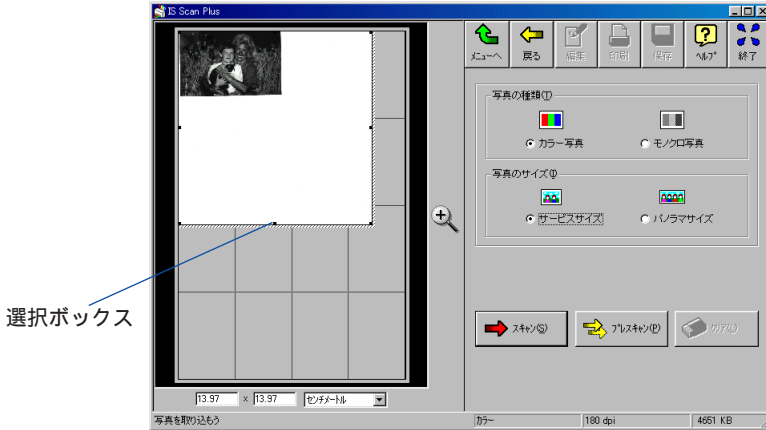 IS Scan Plus
メニューへ 戻る 編集 印刷 保存 ヘルプ 終了
写真の種類(T)
カラー写真 モノクロ写真
写真のサイズ(I)
サービスサイズ パノラマサイズ
選択ボックス
スキャン(S) プレスキャン(P) クリア(L)
13.97 × 13.97 センチメートル
写真を取り込もう カラー 180 dpi 4651 KB